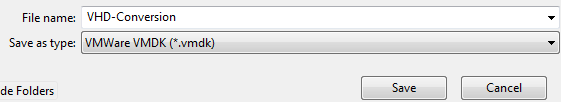 File name: VHD-Conversion
Save as type: VMWare VMDK (*.vmdk)
de Folders Save Cancel